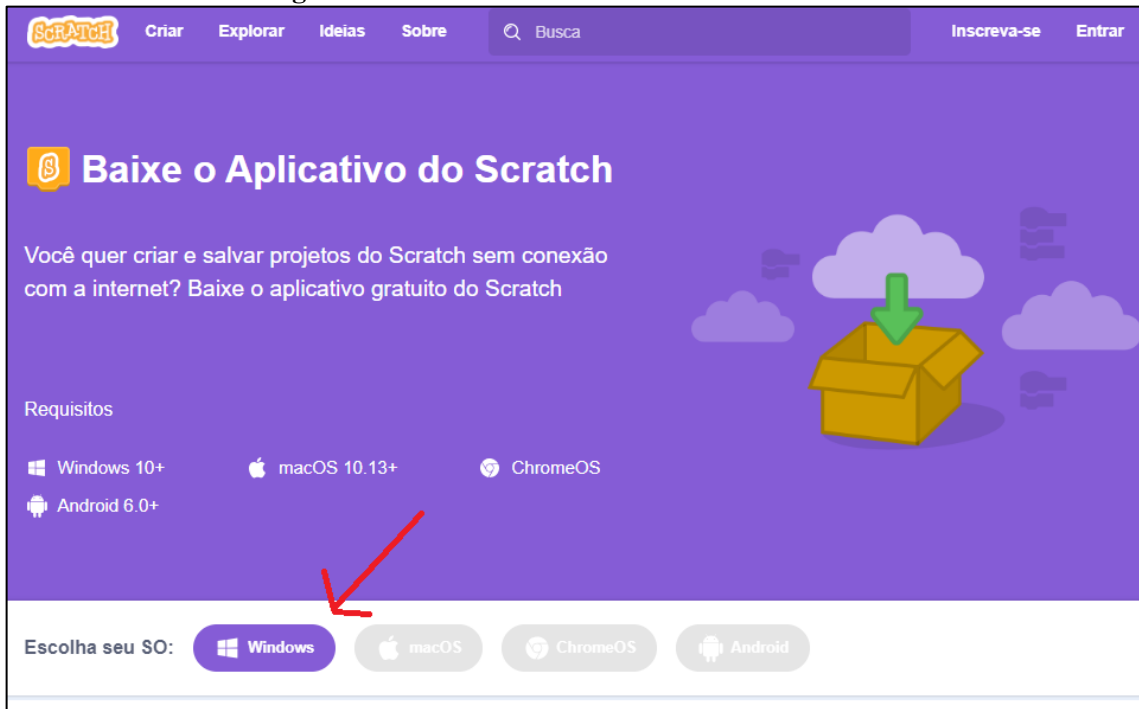 g
SCRATCH Criar Explorar Ideias Sobre Busca Inscreva-se Entrar
Baixe o Aplicativo do Scratch
Você quer criar e salvar projetos do Scratch sem conexão
com a internet? Baixe o aplicativo gratuito do Scratch
Requisitos
Windows 10+ macOS 10.13+ ChromeOS
Android 6.0+
Escolha seu SO: Windows macOS ChromeOS Android